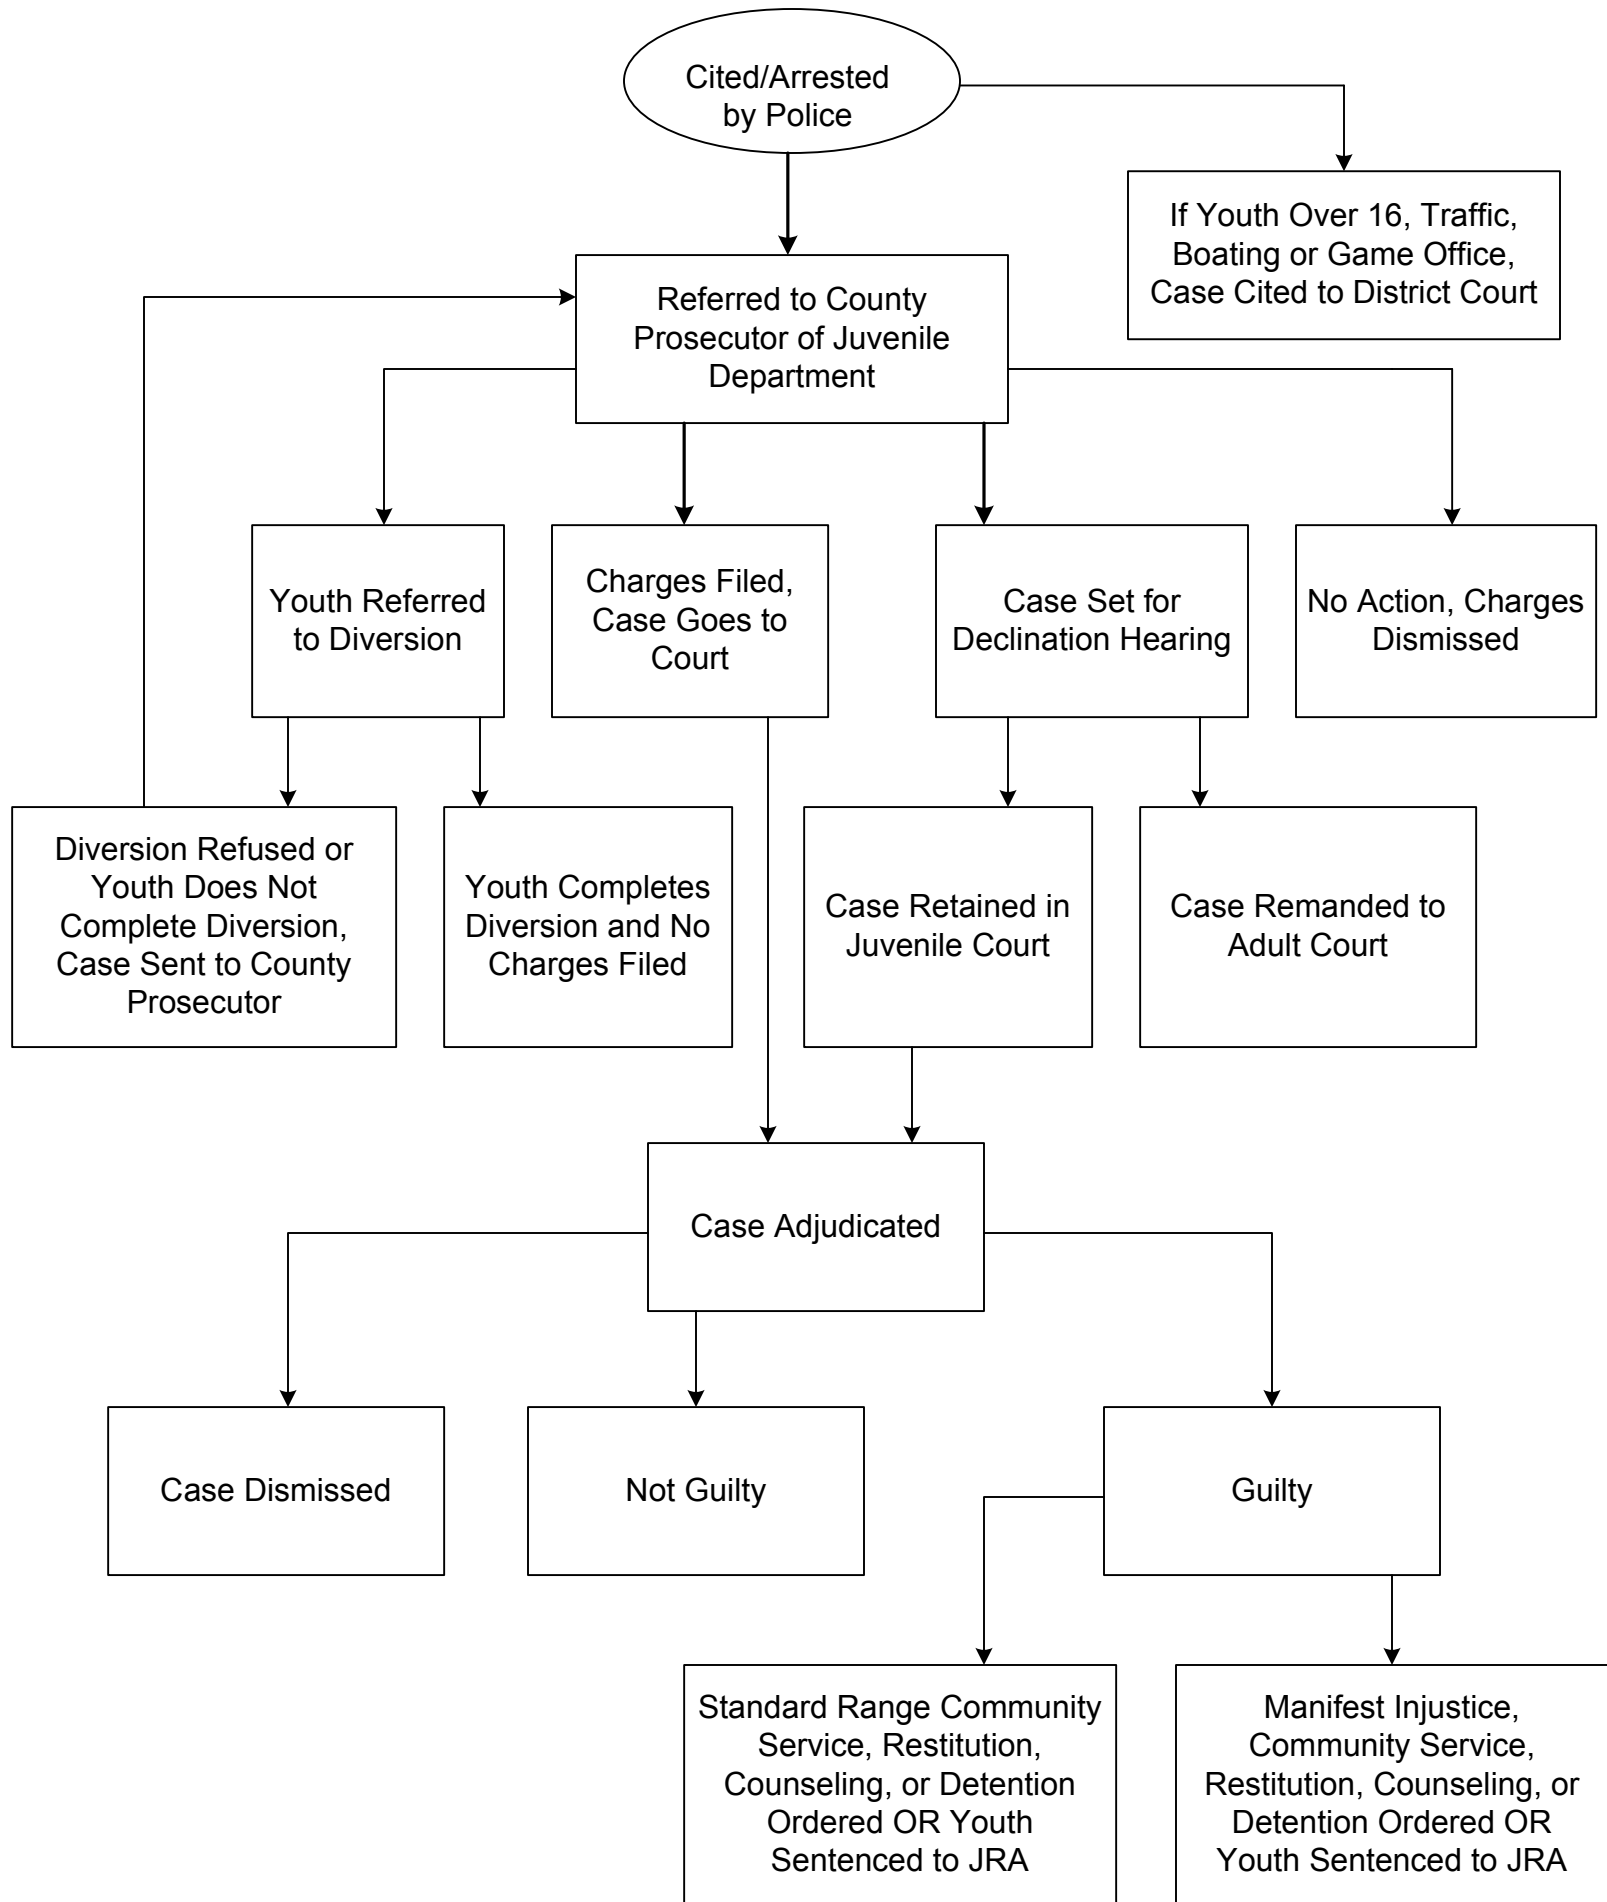 Cited/Arrested
by Police
If Youth Over 16, Traffic,
Boating or Game Office,
Case Cited to District Court
Referred to County
Prosecutor of Juvenile
Department
Youth Referred
to Diversion
Charges Filed,
Case Goes to
Court
Case Set for
Declination Hearing
No Action, Charges
Dismissed
Diversion Refused or
Youth Does Not
Complete Diversion,
Case Sent to County
Prosecutor
Youth Completes
Diversion and No
Charges Filed
Case Retained in
Juvenile Court
Case Remanded to
Adult Court
Case Adjudicated
Case Dismissed
Not Guilty
Guilty
Standard Range Community
Service, Restitution,
Counseling, or Detention
Ordered OR Youth
Sentenced to JRA
Manifest Injustice,
Community Service,
Restitution, Counseling, or
Detention Ordered OR
Youth Sentenced to JRA